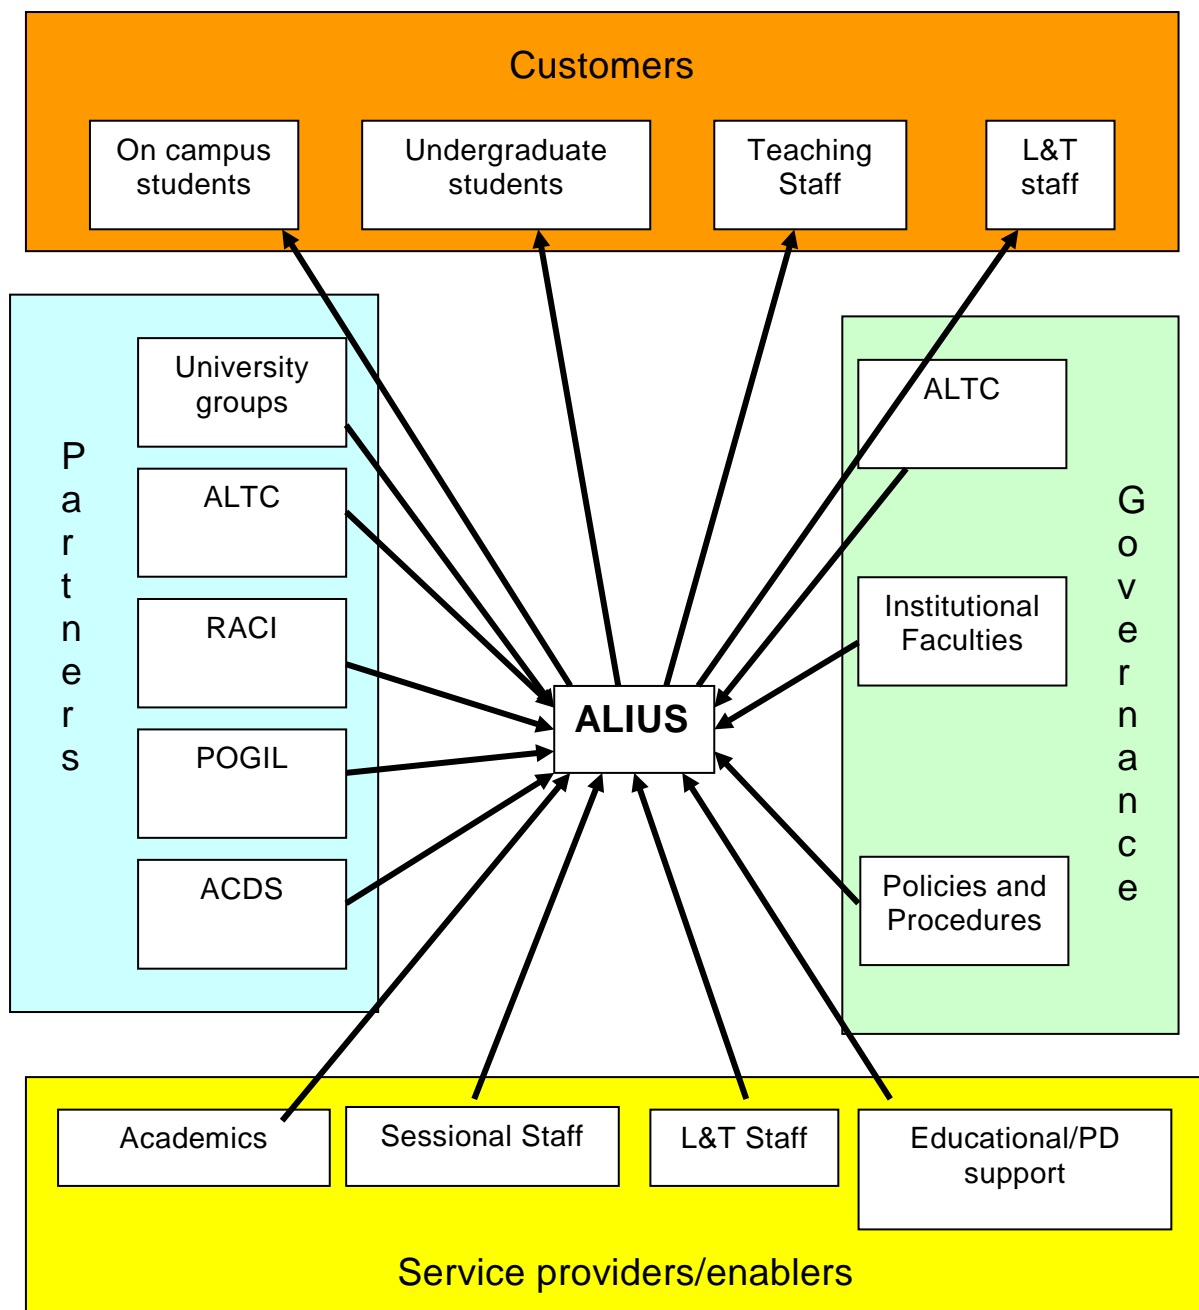 Customers
On campus
students
Undergraduate
students
Teaching
Staff
L&T
staff
Partners
University
groups
ALTC
RACI
POGIL
ACDS
ALIUS
Governance
ALTC
Institutional
Faculties
Policies and
Procedures
Academics
Sessional Staff
L&T Staff
Educational/PD
support
Service providers/enablers